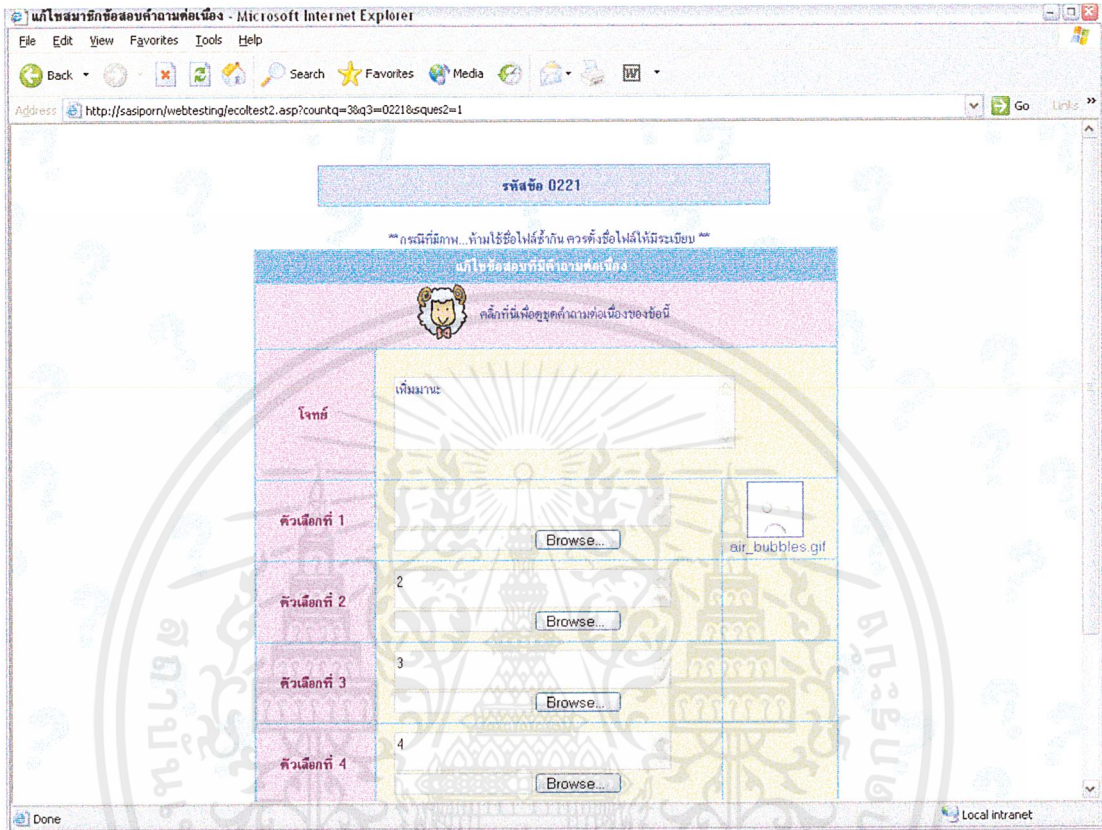 แก้ไขสมาชิกข้อสอบคำถามต่อเนื่อง - Microsoft Internet Explorer
File Edit View Favorites Tools Help
Back Search Favorites Media
Address http://sasiporn/webtesting/ecoltest2.asp?countq=3&q3=0221&sques2=1 Go Links »
รหัสข้อ 0221
** กรณีที่มีภาพ...ห้ามใช้ชื่อไฟล์ซ้ำกัน ควรตั้งชื่อไฟล์ให้มีระเบียบ **
แก้ไขข้อสอบที่มีคำถามต่อเนื่อง
คลิ๊กที่นี่เพื่อดูชุดคำถามต่อเนื่องของข้อนี้
โจทย์ เพิ่มมานะ
ตัวเลือกที่ 1 Browse... air_bubbles.gif
ตัวเลือกที่ 2 2 Browse...
ตัวเลือกที่ 3 3 Browse...
ตัวเลือกที่ 4 4 Browse...
Done Local intranet